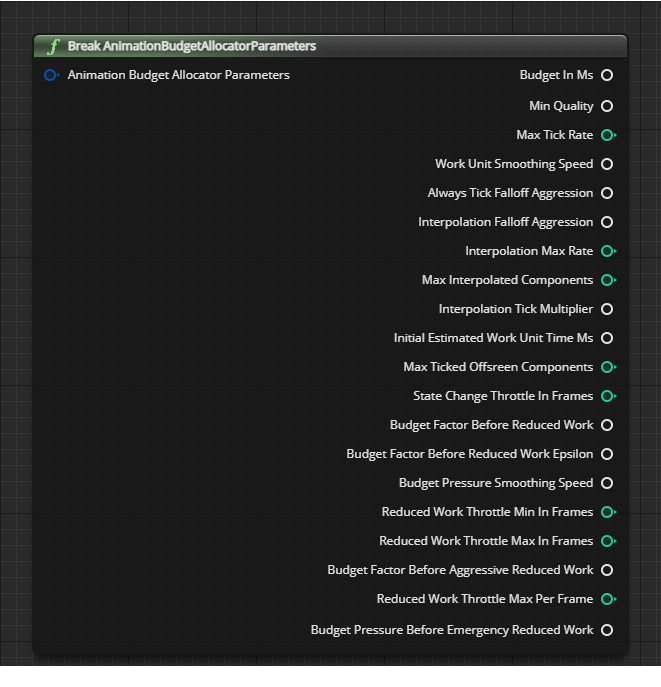 f Break AnimationBudgetAllocatorParameters
Animation Budget Allocator Parameters
Budget In Ms
Min Quality
Max Tick Rate
Work Unit Smoothing Speed
Always Tick Falloff Aggression
Interpolation Falloff Aggression
Interpolation Max Rate
Max Interpolated Components
Interpolation Tick Multiplier
Initial Estimated Work Unit Time Ms
Max Ticked Offsreen Components
State Change Throttle In Frames
Budget Factor Before Reduced Work
Budget Factor Before Reduced Work Epsilon
Budget Pressure Smoothing Speed
Reduced Work Throttle Min In Frames
Reduced Work Throttle Max In Frames
Budget Factor Before Aggressive Reduced Work
Reduced Work Throttle Max Per Frame
Budget Pressure Before Emergency Reduced Work